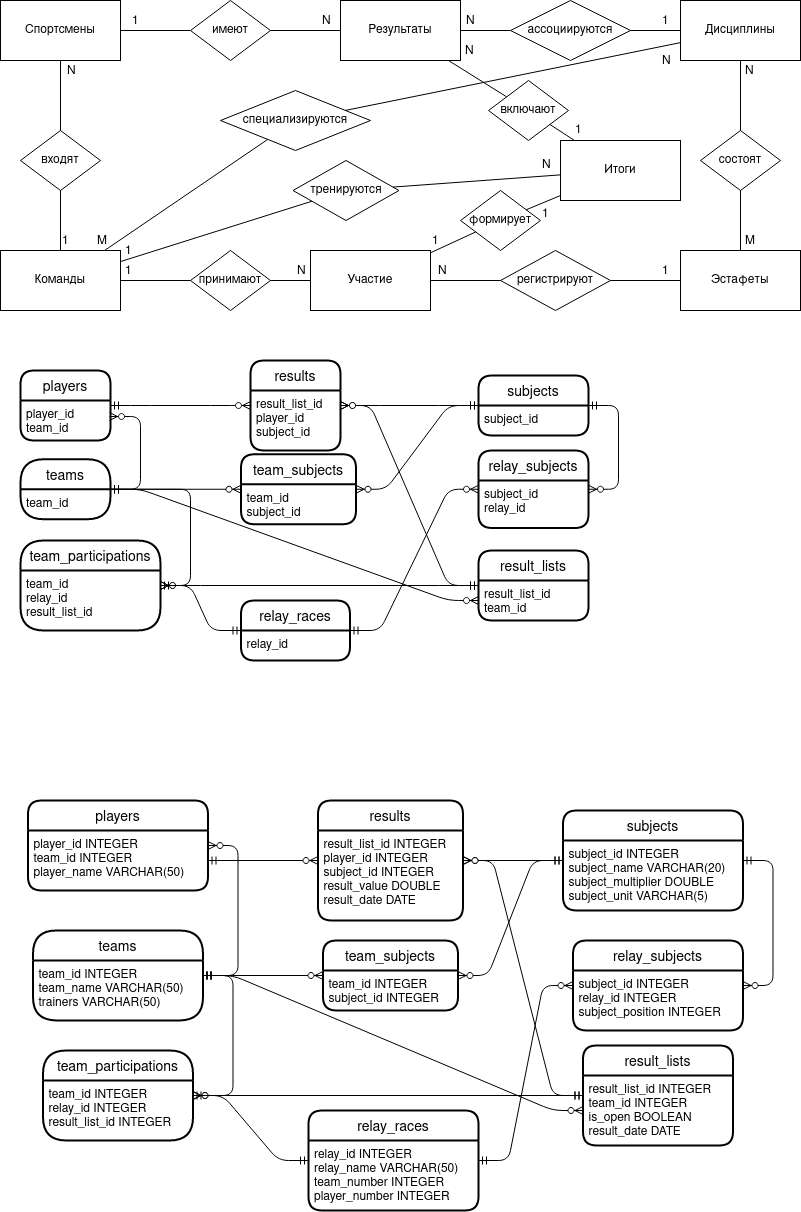 Спортсмены
1
имеют
N
Результаты
N
ассоциируются
1
Дисциплины
N
N
N
N
специализируются
включают
1
входят
тренируются
N
Итоги
состоят
формирует
1
1
M
1
1
M
Команды
1
принимают
N
Участие
N
регистрируют
1
Эстафеты
players
player_id
team_id
results
result_list_id
player_id
subject_id
subjects
subject_id
teams
team_id
team_subjects
team_id
subject_id
relay_subjects
subject_id
relay_id
team_participations
team_id
relay_id
result_list_id
relay_races
relay_id
result_lists
result_list_id
team_id
players
player_id INTEGER
team_id INTEGER
player_name VARCHAR(50)
results
result_list_id INTEGER
player_id INTEGER
subject_id INTEGER
result_value DOUBLE
result_date DATE
subjects
subject_id INTEGER
subject_name VARCHAR(20)
subject_multiplier DOUBLE
subject_unit VARCHAR(5)
teams
team_id INTEGER
team_name VARCHAR(50)
trainers VARCHAR(50)
team_subjects
team_id INTEGER
subject_id INTEGER
relay_subjects
subject_id INTEGER
relay_id INTEGER
subject_position INTEGER
team_participations
team_id INTEGER
relay_id INTEGER
result_list_id INTEGER
relay_races
relay_id INTEGER
relay_name VARCHAR(50)
team_number INTEGER
player_number INTEGER
result_lists
result_list_id INTEGER
team_id INTEGER
is_open BOOLEAN
result_date DATE